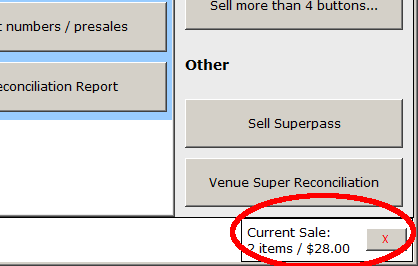 Sell more than 4 buttons...
t numbers / presales
Other
econciliation Report
Sell Superpass
Venue Super Reconciliation
Current Sale:
2 items / $28.00
X